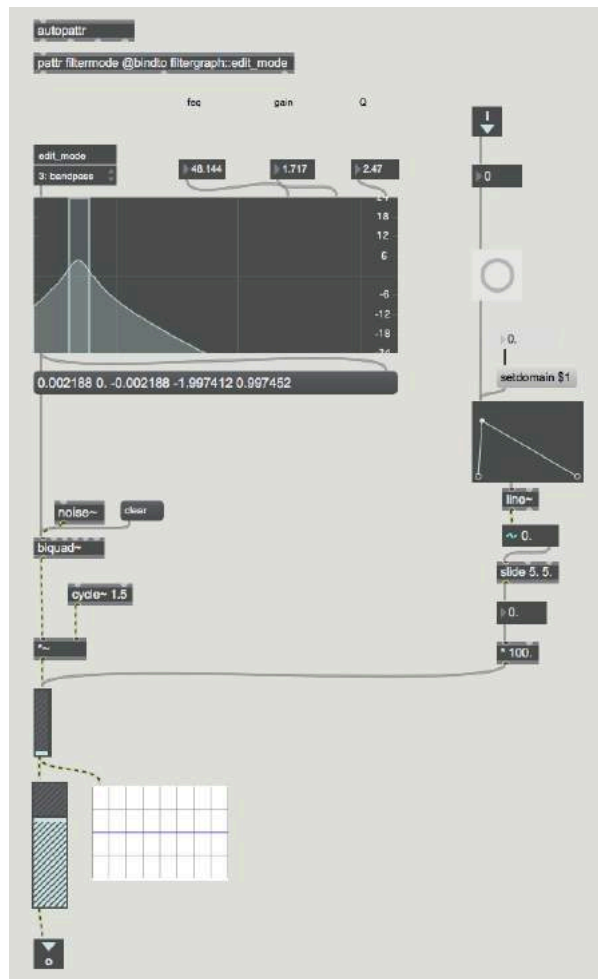 autopattr
pattr filtermode @bindto filtergraph::edit_mode
feq gain Q
edit_mode
3: bandpass
48.144 1.717 2.47
0
24
18
12
6
-6
-12
-18
0.
setdomain $1
0.002188 0. -0.002188 -1.997412 0.997452
noise~ clear
line~
0.
biquad~
slide 5. 5.
cycle~ 1.5
0.
*~
* 100.